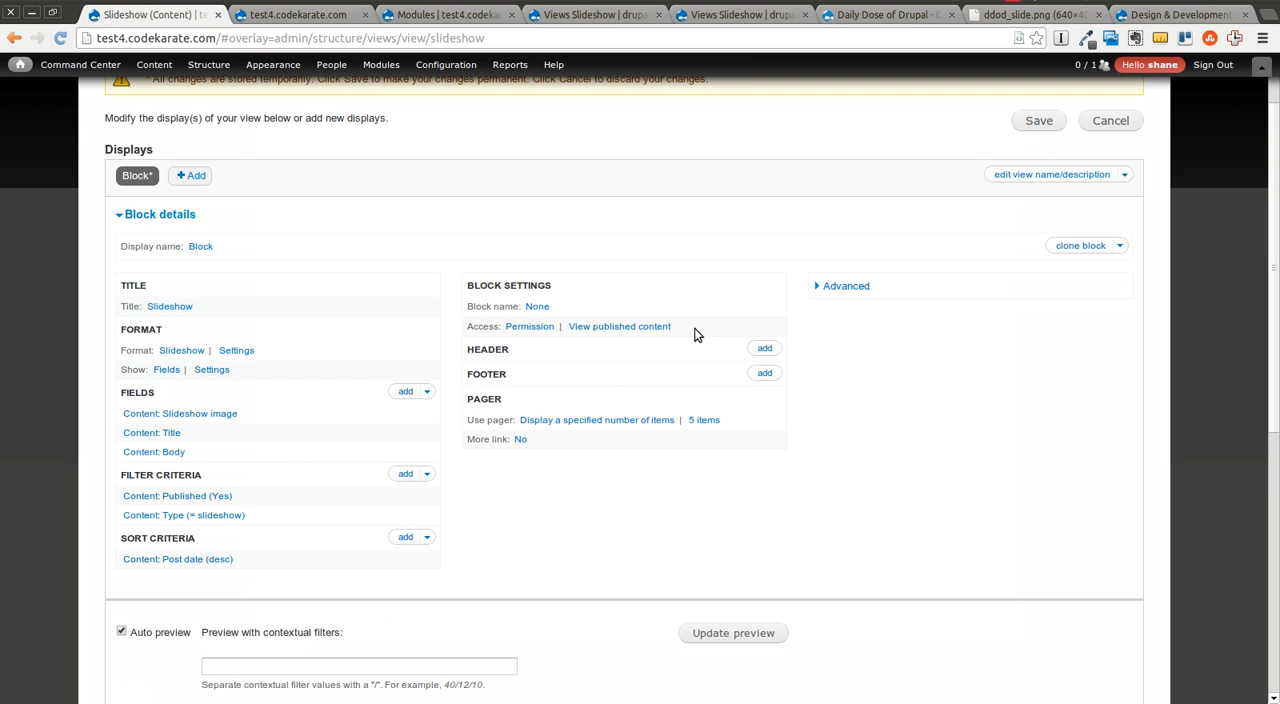 Slideshow (Content) | te
test4.codekarate.com
Modules | test4.codekar
Views Slideshow | drupa
Views Slideshow | drupa
Daily Dose of Drupal - D
ddod_slide.png (640×4
Design & Development
test4.codekarate.com/#overlay=admin/structure/views/view/slideshow
Command Center Content Structure Appearance People Modules Configuration Reports Help 0 / 1 Hello shane Sign Out
* All changes are stored temporarily. Click Save to make your changes permanent. Click Cancel to discard your changes.
Modify the display(s) of your view below or add new displays.
Save Cancel
Displays
Block* + Add edit view name/description
Block details
Display name: Block clone block
TITLE
Title: Slideshow
FORMAT
Format: Slideshow | Settings
Show: Fields | Settings
FIELDS add
Content: Slideshow image
Content: Title
Content: Body
FILTER CRITERIA add
Content: Published (Yes)
Content: Type (= slideshow)
SORT CRITERIA add
Content: Post date (desc)
BLOCK SETTINGS
Block name: None
Access: Permission | View published content
HEADER add
FOOTER add
PAGER
Use pager: Display a specified number of items | 5 items
More link: No
Advanced
Auto preview Preview with contextual filters: Update preview
Separate contextual filter values with a "/". For example, 40/12/10.